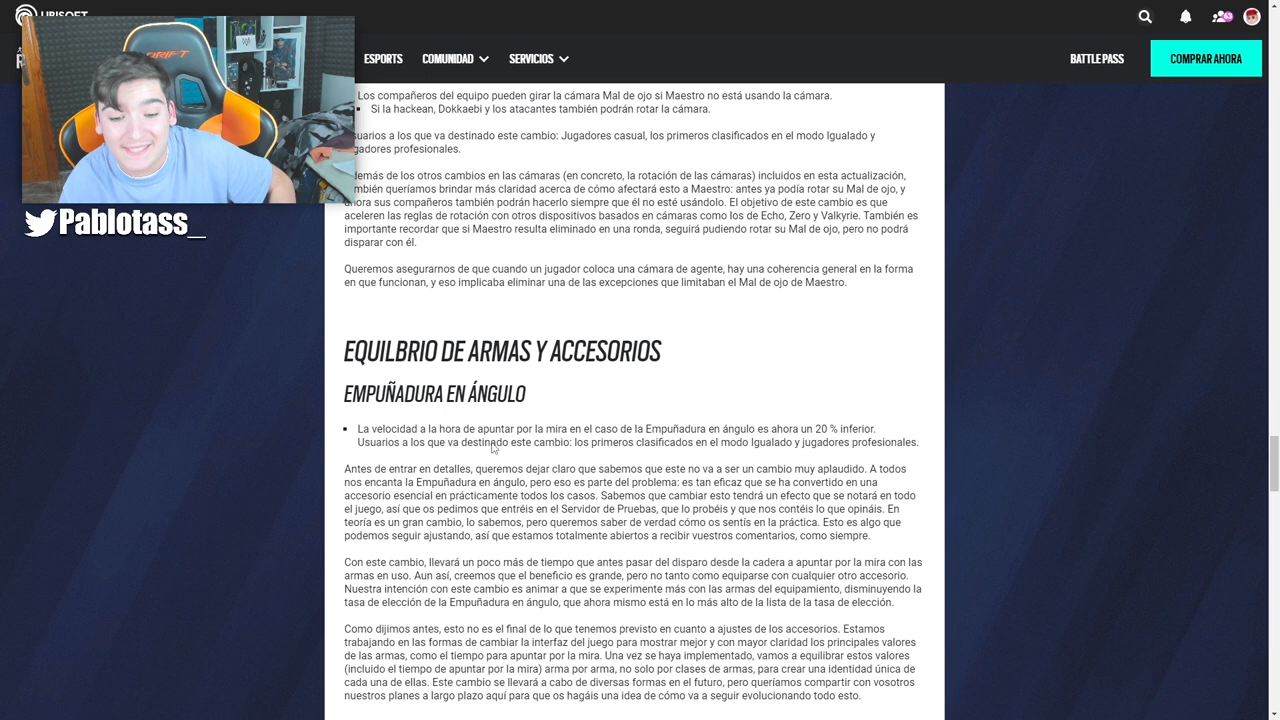 UBISOFT
63
ESPORTS
COMUNIDAD
SERVICIOS
BATTLE PASS
COMPRAR AHORA
DRIFT
Pablotass_
Los compañeros del equipo pueden girar la cámara Mal de ojo si Maestro no está usando la cámara.
Si la hackean, Dokkaebi y los atacantes también podrán rotar la cámara.
suarios a los que va destinado este cambio: Jugadores casual, los primeros clasificados en el modo Igualado y
gadores profesionales.
demás de los otros cambios en las cámaras (en concreto, la rotación de las cámaras) incluidos en esta actualización,
mbién queríamos brindar más claridad acerca de cómo afectará esto a Maestro: antes ya podía rotar su Mal de ojo, y
ahora sus compañeros también podrán hacerlo siempre que él no esté usándolo. El objetivo de este cambio es que
aceleren las reglas de rotación con otros dispositivos basados en cámaras como los de Echo, Zero y Valkyrie. También es
importante recordar que si Maestro resulta eliminado en una ronda, seguirá pudiendo rotar su Mal de ojo, pero no podrá
disparar con él.
Queremos asegurarnos de que cuando un jugador coloca una cámara de agente, hay una coherencia general en la forma
en que funcionan, y eso implicaba eliminar una de las excepciones que limitaban el Mal de ojo de Maestro.
EQUILBRIO DE ARMAS Y ACCESORIOS
EMPUÑADURA EN ÁNGULO
La velocidad a la hora de apuntar por la mira en el caso de la Empuñadura en ángulo es ahora un 20 % inferior.
Usuarios a los que va destinado este cambio: los primeros clasificados en el modo Igualado y jugadores profesionales.
Antes de entrar en detalles, queremos dejar claro que sabemos que este no va a ser un cambio muy aplaudido. A todos
nos encanta la Empuñadura en ángulo, pero eso es parte del problema: es tan eficaz que se ha convertido en una
accesorio esencial en prácticamente todos los casos. Sabemos que cambiar esto tendrá un efecto que se notará en todo
el juego, así que os pedimos que entréis en el Servidor de Pruebas, que lo probéis y que nos contéis lo que opináis. En
teoría es un gran cambio, lo sabemos, pero queremos saber de verdad cómo os sentís en la práctica. Esto es algo que
podemos seguir ajustando, así que estamos totalmente abiertos a recibir vuestros comentarios, como siempre.
Con este cambio, llevará un poco más de tiempo que antes pasar del disparo desde la cadera a apuntar por la mira con las
armas en uso. Aun así, creemos que el beneficio es grande, pero no tanto como equiparse con cualquier otro accesorio.
Nuestra intención con este cambio es animar a que se experimente más con las armas del equipamiento, disminuyendo la
tasa de elección de la Empuñadura en ángulo, que ahora mismo está en lo más alto de la lista de la tasa de elección.
Como dijimos antes, esto no es el final de lo que tenemos previsto en cuanto a ajustes de los accesorios. Estamos
trabajando en las formas de cambiar la interfaz del juego para mostrar mejor y con mayor claridad los principales valores
de las armas, como el tiempo para apuntar por la mira. Una vez se haya implementado, vamos a equilibrar estos valores
(incluido el tiempo de apuntar por la mira) arma por arma, no solo por clases de armas, para crear una identidad única de
cada una de ellas. Este cambio se llevará a cabo de diversas formas en el futuro, pero queríamos compartir con vosotros
nuestros planes a largo plazo aquí para que os hagáis una idea de cómo va a seguir evolucionando todo esto.